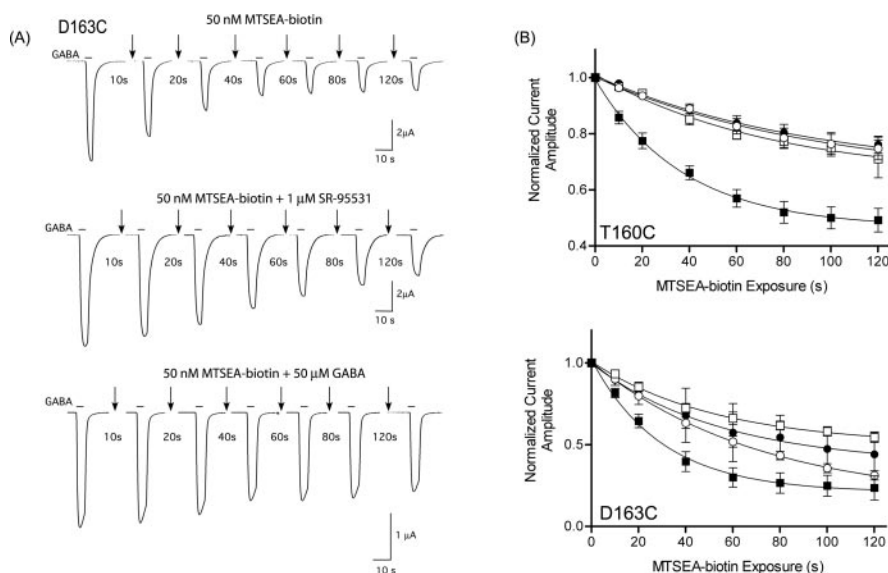 (A)
D163C
50 nM MTSEA-biotin
GABA
10s 20s 40s 60s 80s 120s
2µA
10 s
50 nM MTSEA-biotin + 1 µM SR-95531
GABA
10s 20s 40s 60s 80s 120s
2µA
10 s
50 nM MTSEA-biotin + 50 µM GABA
GABA
10s 20s 40s 60s 80s 120s
1 µA
10 s
(B)
Normalized Current
Amplitude
1.0
0.8
0.6
0.4
T160C
0 20 40 60 80 100 120
MTSEA-biotin Exposure (s)
Normalized Current
Amplitude
1.0
0.5
0.0
D163C
0 20 40 60 80 100 120
MTSEA-biotin Exposure (s)